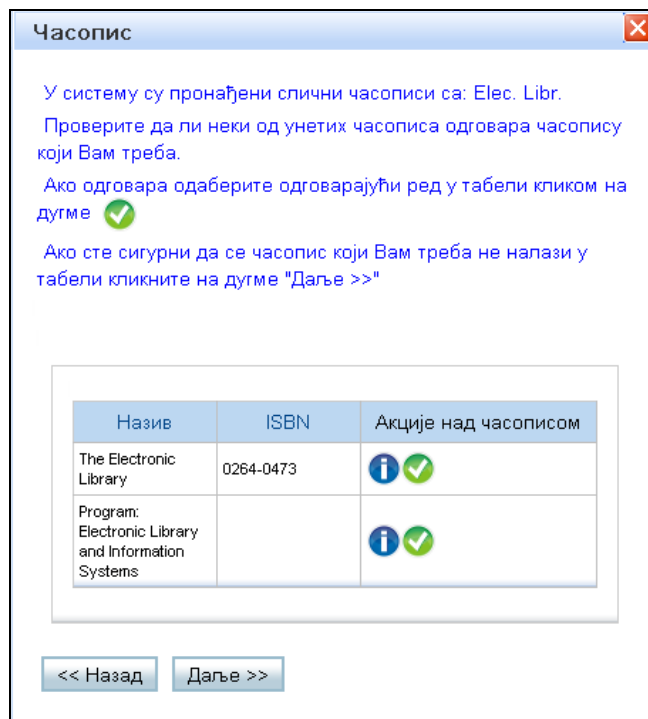 Часопис
У систему су пронађени слични часописи са: Elec. Libr.
Проверите да ли неки од унетих часописа одговара часопису
који Вам треба.
Ако одговара одаберите одговарајући ред у табели кликом на
дугме
Ако сте сигурни да се часопис који Вам треба не налази у
табели кликните на дугме "Даље >>"
Назив ISBN Акције над часописом
The Electronic
Library
0264-0473
Program:
Electronic Library
and Information
Systems
<< Назад Даље >>